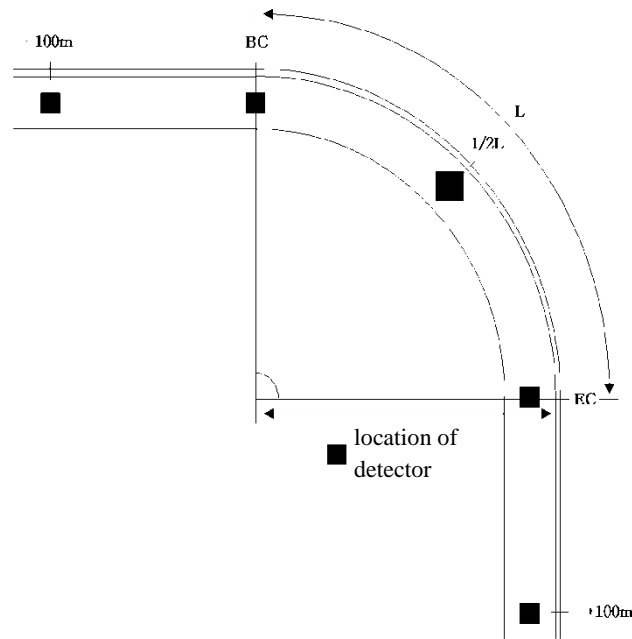 100m
BC
L
1/2L
EC
location of
detector
+100m